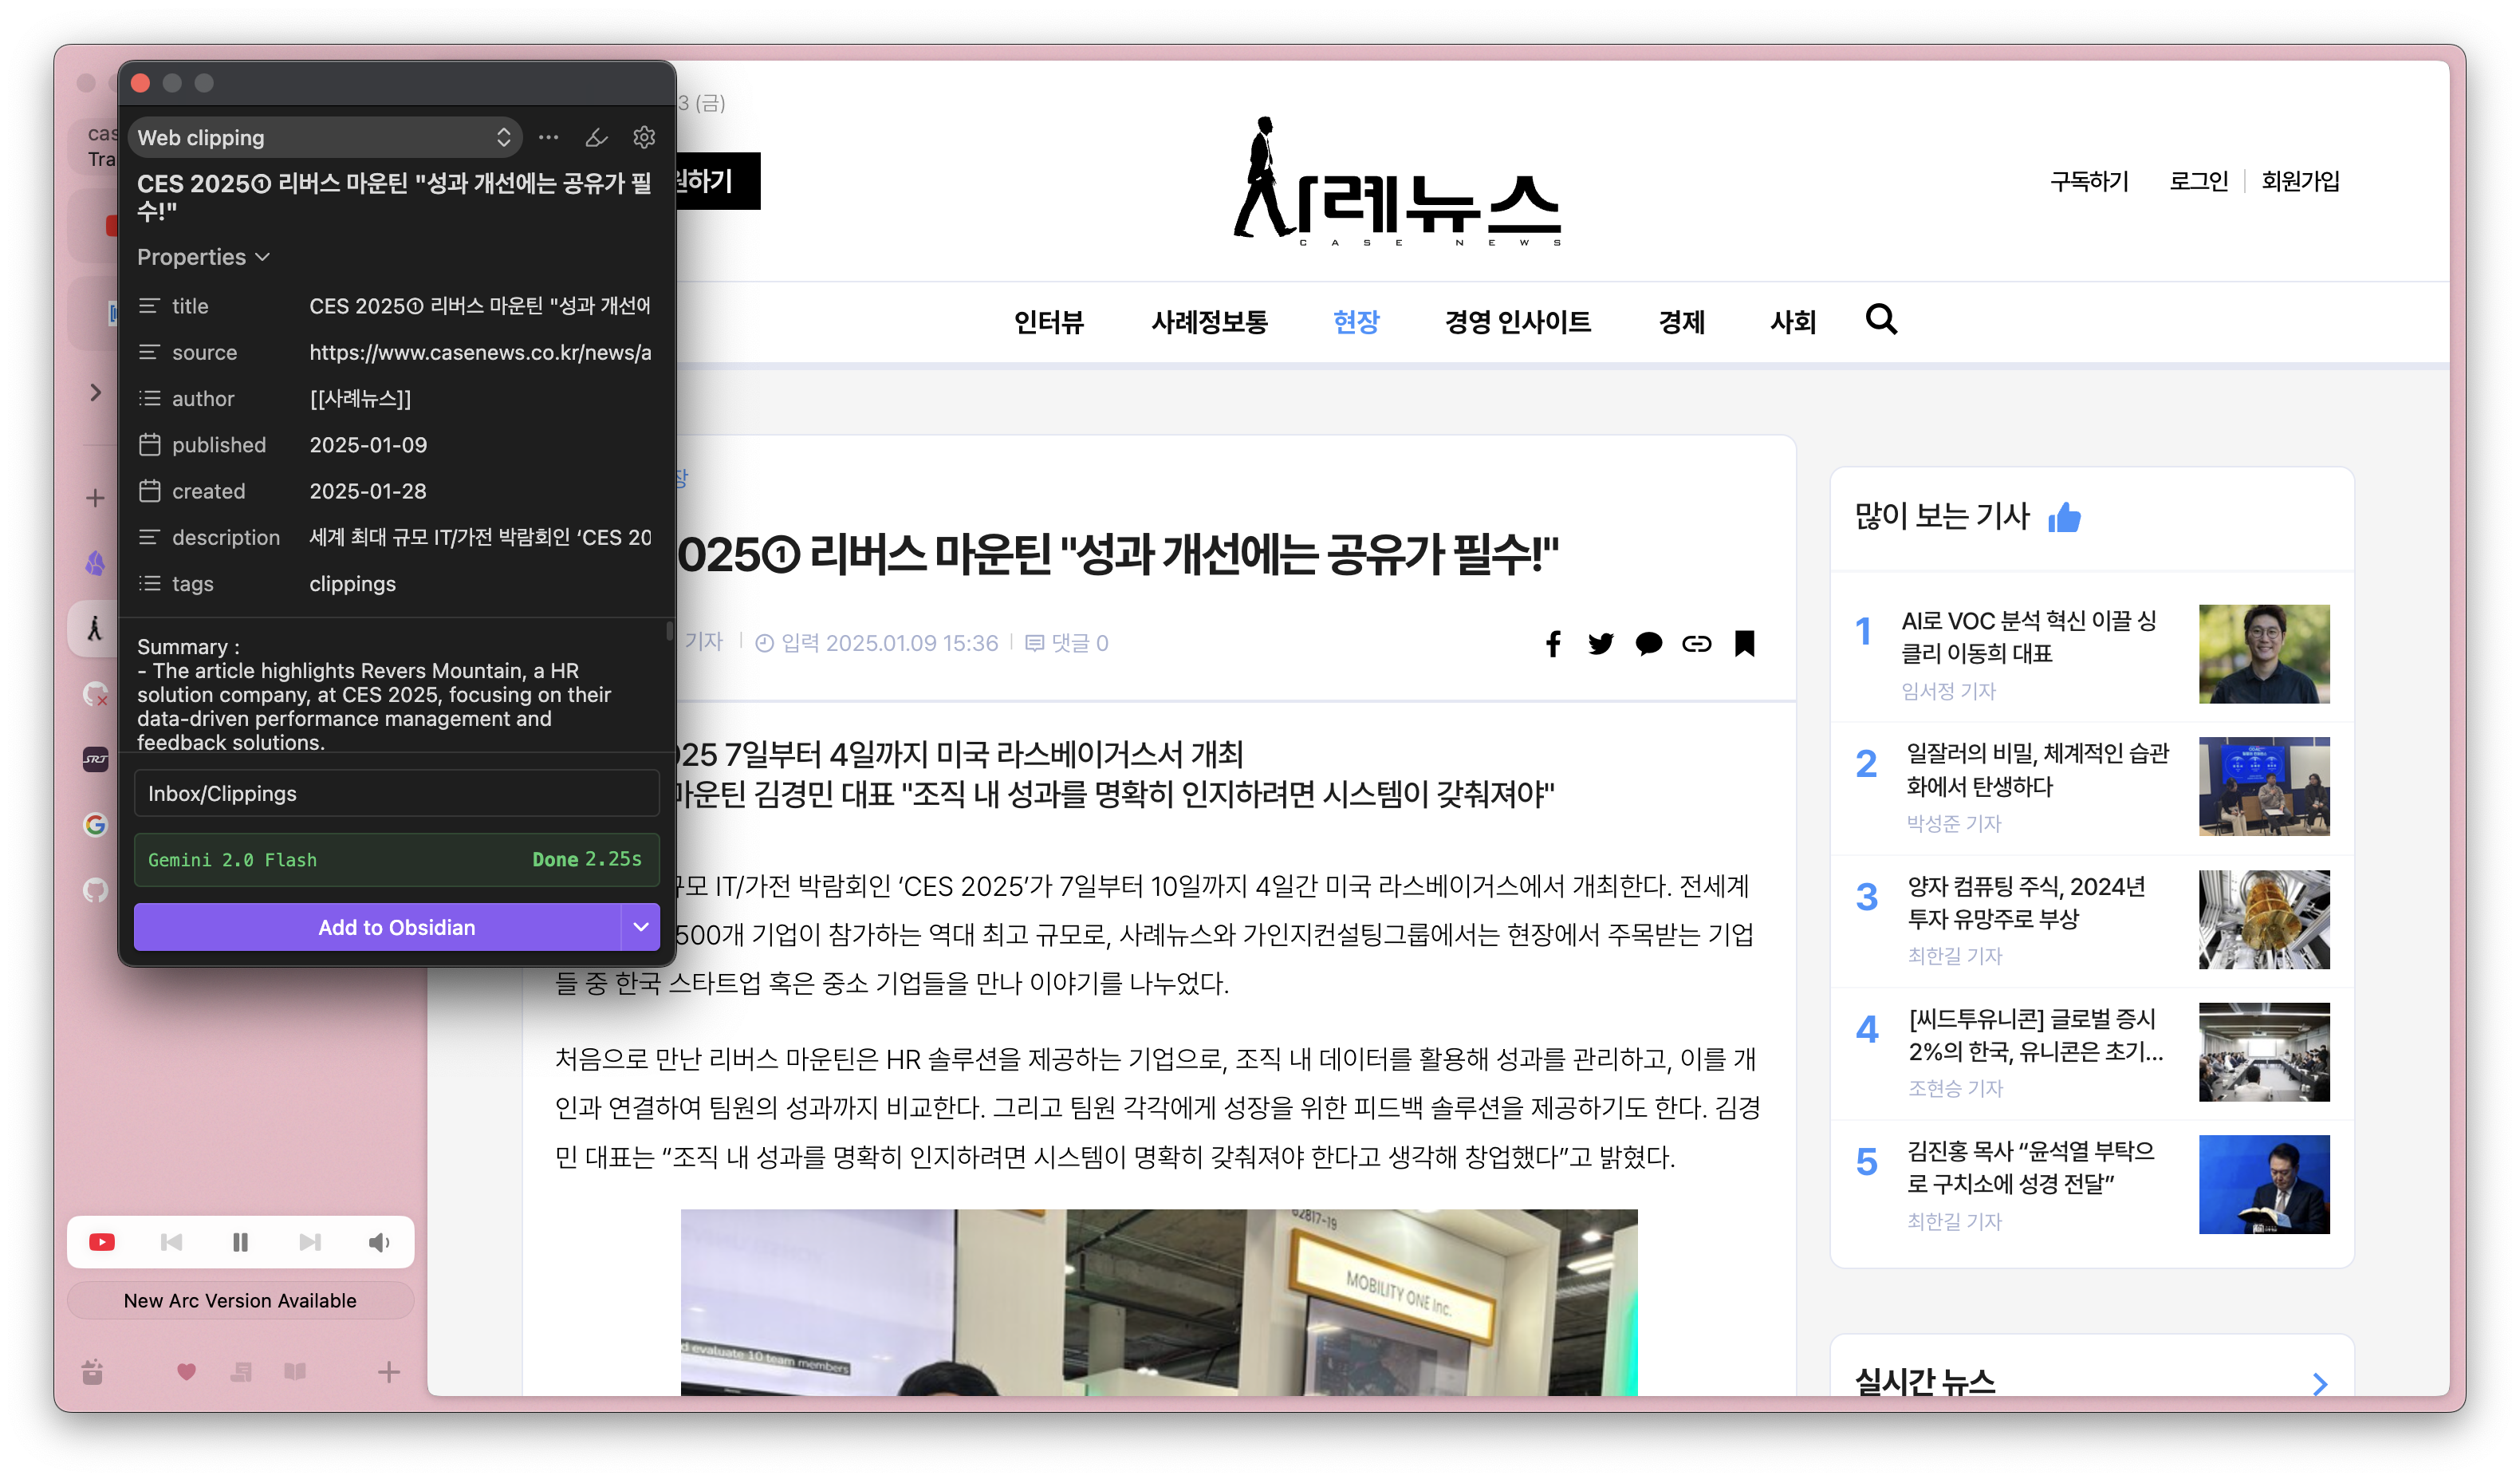 cas
Tra
Web clipping
CES 2025① 리버스 마운틴 "성과 개선에는 공유가 필
수!"
Properties
title CES 2025① 리버스 마운틴 "성과 개선에
source https://www.casenews.co.kr/news/a
author [[사례뉴스]]
published 2025-01-09
created 2025-01-28
description 세계 최대 규모 IT/가전 박람회인 ‘CES 20
tags clippings
Summary :
- The article highlights Revers Mountain, a HR
solution company, at CES 2025, focusing on their
data-driven performance management and
feedback solutions.
Inbox/Clippings
Gemini 2.0 Flash Done 2.25s
Add to Obsidian
SRT
New Arc Version Available
3 (금)
원하기
사례뉴스
CASE NEWS
구독하기 로그인 회원가입
인터뷰 사례정보통 현장 경영 인사이트 경제 사회
장
025① 리버스 마운틴 "성과 개선에는 공유가 필수!"
기자 입력 2025.01.09 15:36 댓글 0
025 7일부터 4일까지 미국 라스베이거스서 개최
마운틴 김경민 대표 "조직 내 성과를 명확히 인지하려면 시스템이 갖춰져야"
규모 IT/가전 박람회인 ‘CES 2025’가 7일부터 10일까지 4일간 미국 라스베이거스에서 개최한다. 전세계
500개 기업이 참가하는 역대 최고 규모로, 사례뉴스와 가인지컨설팅그룹에서는 현장에서 주목받는 기업
들 중 한국 스타트업 혹은 중소 기업들을 만나 이야기를 나누었다.
처음으로 만난 리버스 마운틴은 HR 솔루션을 제공하는 기업으로, 조직 내 데이터를 활용해 성과를 관리하고, 이를 개
인과 연결하여 팀원의 성과까지 비교한다. 그리고 팀원 각각에게 성장을 위한 피드백 솔루션을 제공하기도 한다. 김경
민 대표는 “조직 내 성과를 명확히 인지하려면 시스템이 명확히 갖춰져야 한다고 생각해 창업했다”고 밝혔다.
62817-19
MOBILITY ONE Inc.
d evaluate 10 team members
많이 보는 기사
1 AI로 VOC 분석 혁신 이끌 싱
클리 이동희 대표
임서정 기자
2 일잘러의 비밀, 체계적인 습관
화에서 탄생하다
박성준 기자
3 양자 컴퓨팅 주식, 2024년
투자 유망주로 부상
최한길 기자
4 [씨드투유니콘] 글로벌 증시
2%의 한국, 유니콘은 초기...
조현승 기자
5 김진홍 목사 “윤석열 부탁으
로 구치소에 성경 전달”
최한길 기자
실시간 뉴스